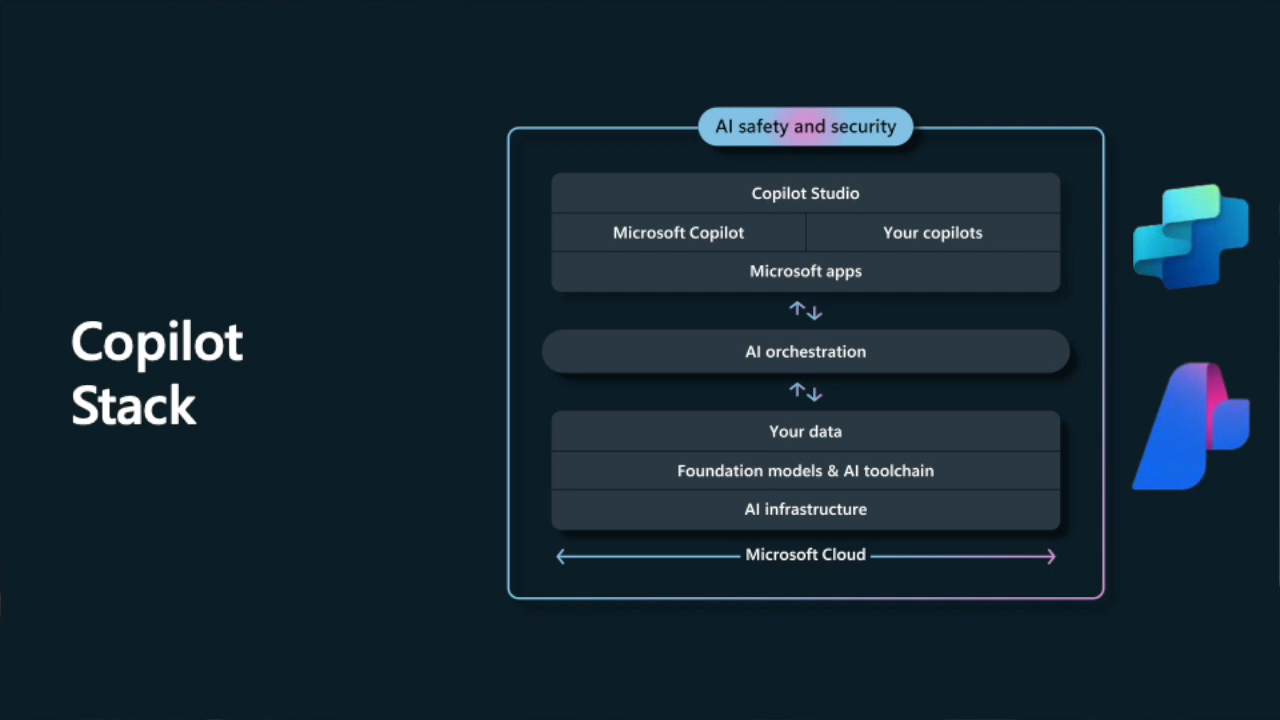 Copilot
Stack
AI safety and security
Copilot Studio
Microsoft Copilot
Your copilots
Microsoft apps
AI orchestration
Your data
Foundation models & AI toolchain
AI infrastructure
Microsoft Cloud